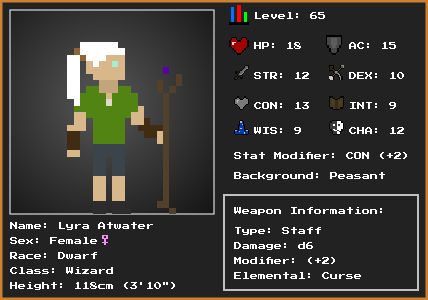 Level: 65
HP: 18 AC: 15
STR: 12 DEX: 10
CON: 13 INT: 9
WIS: 9 CHA: 12
Stat Modifier: CON (+2)
Background: Peasant
Name: Lyra Atwater
Sex: Female♀
Race: Dwarf
Class: Wizard
Height: 118cm (3'10")
Weapon Information:
Type: Staff
Damage: d6
Modifier: (+2)
Elemental: Curse